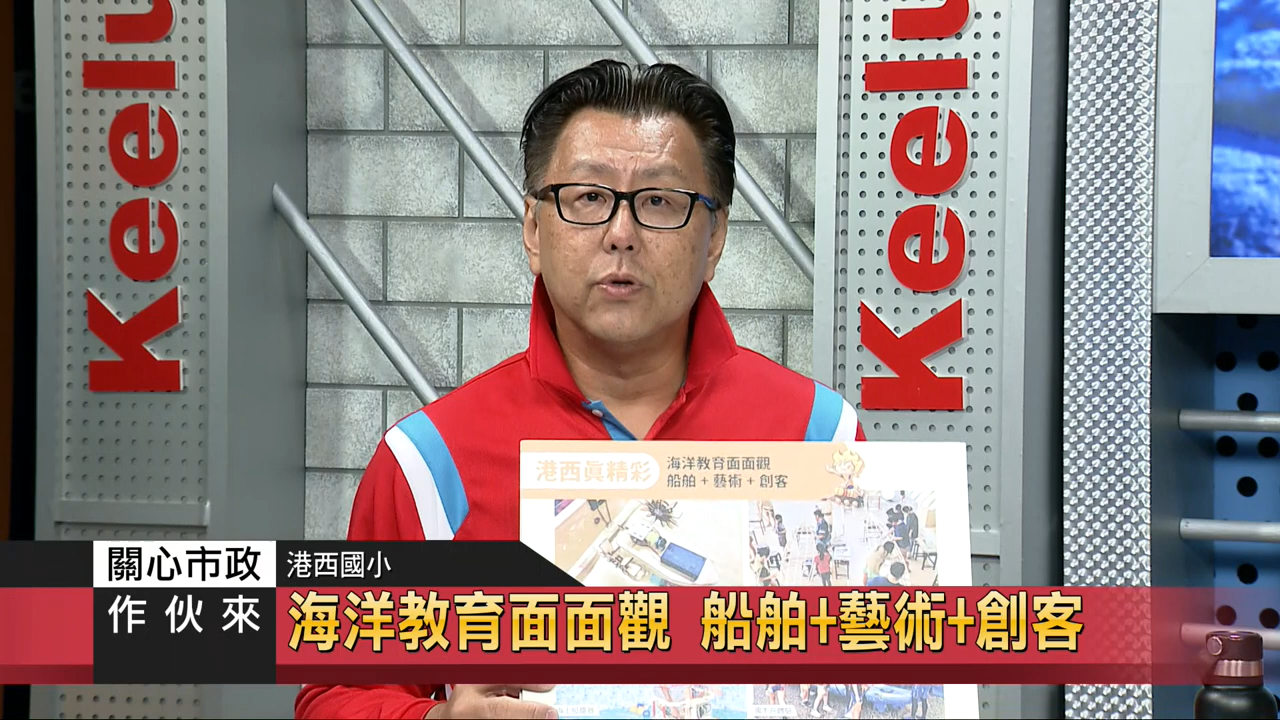 Keelu
Keelu
港西真精彩
海洋教育面面觀
船舶+藝術+創客
關心市政
作伙來
港西國小
海洋教育面面觀 船舶+藝術+創客